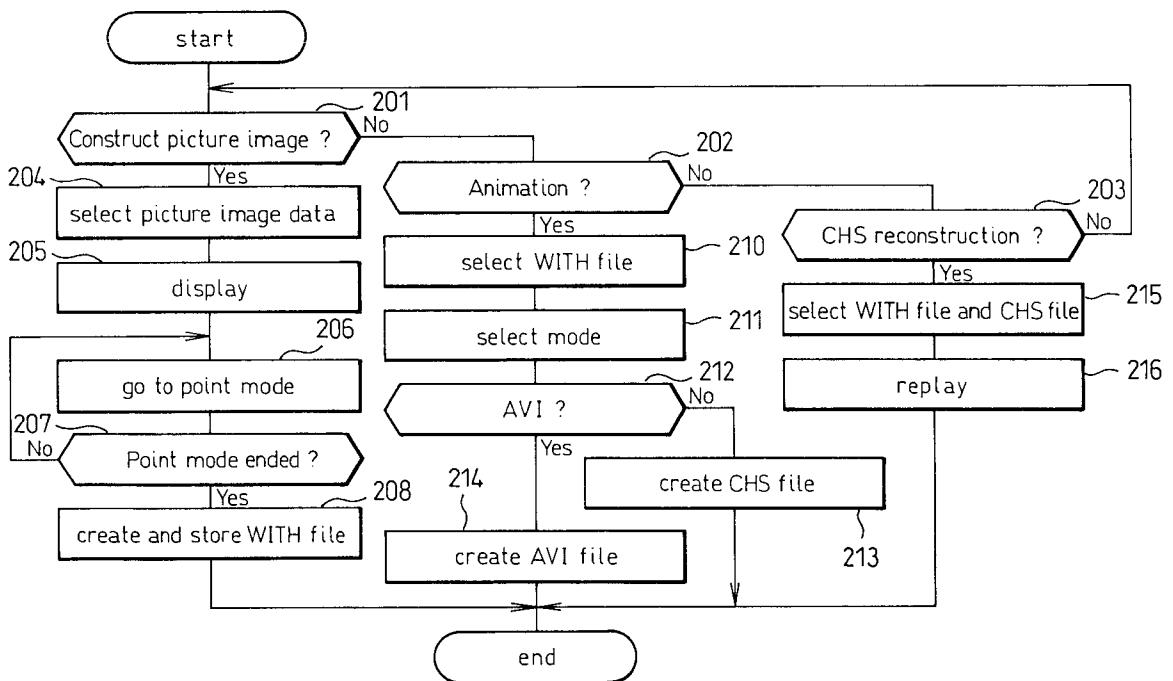 start
201
Construct picture image ?
No
Yes
202
Animation ?
No
Yes
203
CHS reconstruction ?
No
Yes
204
select picture image data
205
display
206
go to point mode
207
Point mode ended ?
No
Yes
208
create and store WITH file
210
select WITH file
211
select mode
212
AVI ?
No
Yes
create CHS file
213
214
create AVI file
215
select WITH file and CHS file
216
replay
end